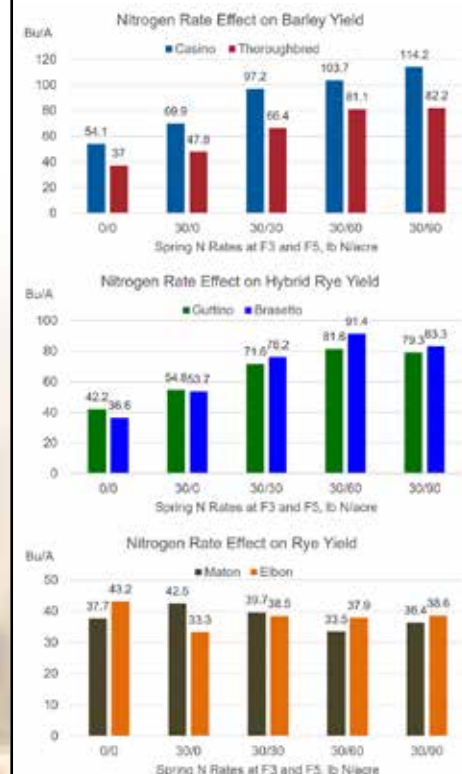 Nitrogen Rate Effect on Barley Yield
Bu/A
Casino Thoroughbred
120
100
80
60
40
20
0
54.1 37 69.9 47.8 97.2 66.4 103.7 81.1 114.2 82.2
0/0 30/0 30/30 30/60 30/90
Spring N Rates at F3 and F5, lb N/acre
Nitrogen Rate Effect on Hybrid Rye Yield
Bu/A
Guttino Brasetto
100
80
60
40
20
0
42.2 36.6 54.8 53.7 71.6 76.2 81.6 91.4 79.3 83.3
0/0 30/0 30/30 30/60 30/90
Spring N Rates at F3 and F5, lb N/acre
Nitrogen Rate Effect on Rye Yield
Bu/A
Maton Elbon
50
40
30
20
10
0
37.7 43.2 42.5 33.3 39.7 38.5 33.5 37.9 36.4 38.6
0/0 30/0 30/30 30/60 30/90
Spring N Rates at F3 and F5, lb N/acre